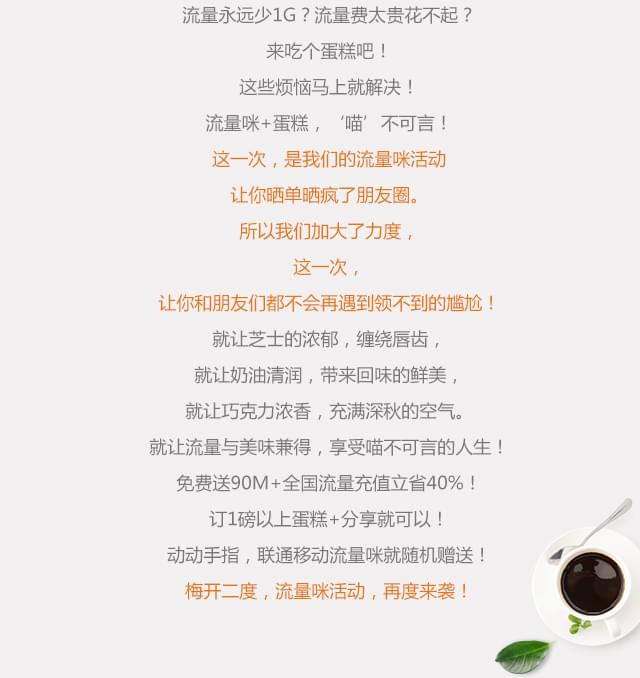 流量永远少1G？流量费太贵花不起？
来吃个蛋糕吧！
这些烦恼马上就解决！
流量咪+蛋糕，‘喵’不可言！
这一次，是我们的流量咪活动
让你晒单晒疯了朋友圈。
所以我们加大了力度，
这一次，
让你和朋友们都不会再遇到领不到的尴尬！
就让芝士的浓郁，缠绕唇齿，
就让奶油清润，带来回味的鲜美，
就让巧克力浓香，充满深秋的空气。
就让流量与美味兼得，享受喵不可言的人生！
免费送90M+全国流量充值立省40%！
订1磅以上蛋糕+分享就可以！
动动手指，联通移动流量咪就随机赠送！
梅开二度，流量咪活动，再度来袭！